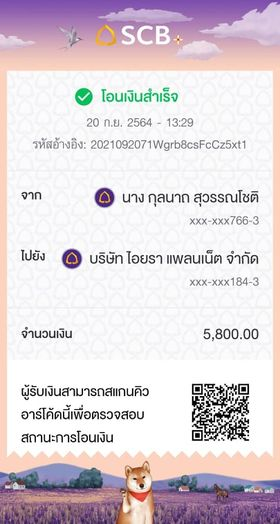 SCB
โอนเงินสำเร็จ
20 ก.ย. 2564 - 13:29
รหัสอ้างอิง: 2021092071Wgrb8csFcCz5xt1
จาก นาง กุลนาถ สุวรรณโชติ
xxx-xxx766-3
ไปยัง บริษัท ไอยรา แพลนเน็ต จำกัด
xxx-xxx184-3
จำนวนเงิน 5,800.00
ผู้รับเงินสามารถสแกนคิว
อาร์โค้ดนี้เพื่อตรวจสอบ
สถานะการโอนเงิน